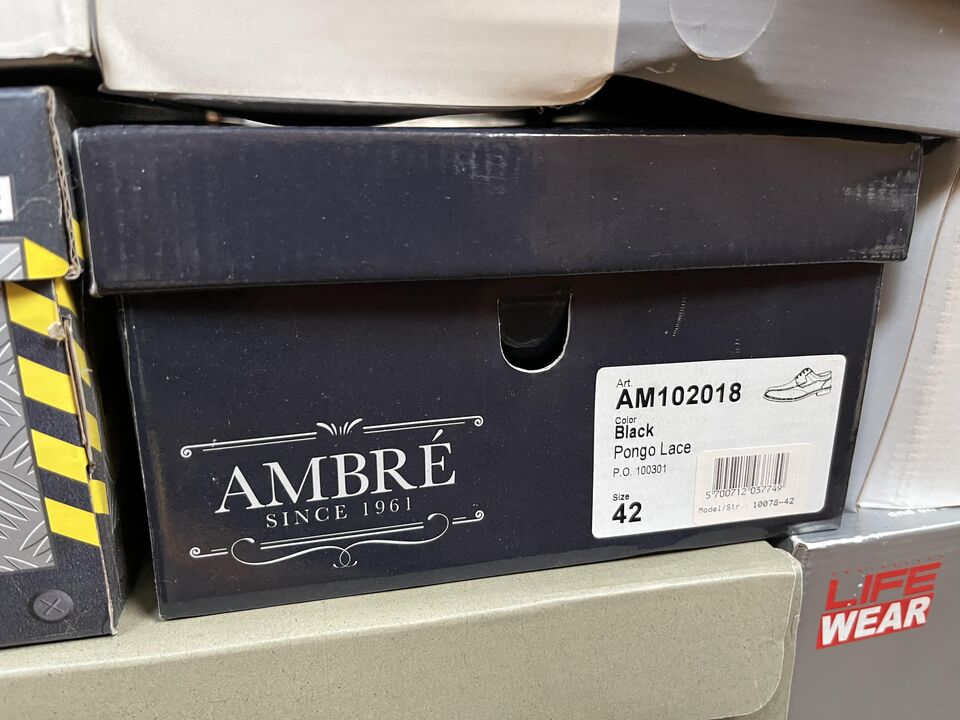 AMBRÉ
SINCE 1961
Art.
AM102018
Color
Black
Pongo Lace
P.O. 100301
Size
42
5 700712 037749
Model/Str.: 10078-42
LIFE
WEAR